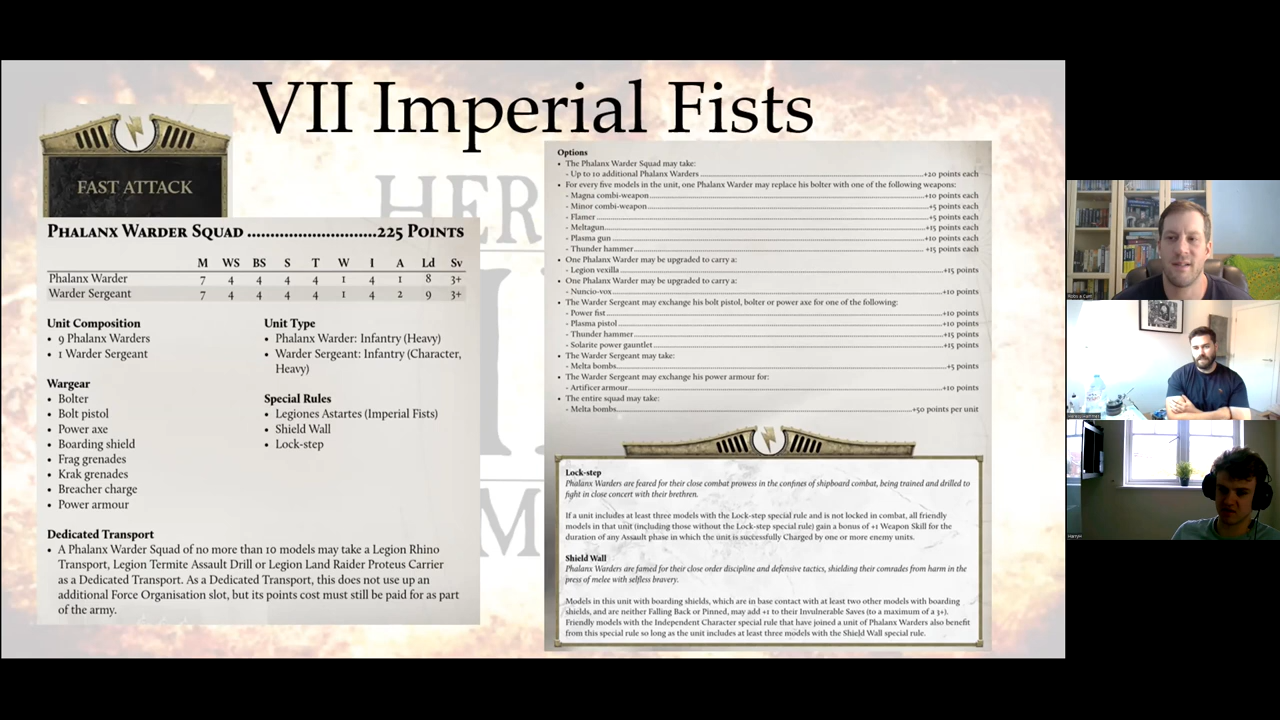 VII Imperial Fists
FAST ATTACK
HER
M
PHALANX WARDER SQUAD ............................225 POINTS
M WS BS S T W I A Ld Sv
Phalanx Warder 7 4 4 4 4 1 4 1 8 3+
Warder Sergeant 7 4 4 4 4 1 4 2 9 3+
Unit Composition
• 9 Phalanx Warders
• 1 Warder Sergeant
Wargear
• Bolter
• Bolt pistol
• Power axe
• Boarding shield
• Frag grenades
• Krak grenades
• Breacher charge
• Power armour
Unit Type
• Phalanx Warder: Infantry (Heavy)
• Warder Sergeant: Infantry (Character,
Heavy)
Special Rules
• Legiones Astartes (Imperial Fists)
• Shield Wall
• Lock-step
Dedicated Transport
• A Phalanx Warder Squad of no more than 10 models may take a Legion Rhino
Transport, Legion Termite Assault Drill or Legion Land Raider Proteus Carrier
as a Dedicated Transport. As a Dedicated Transport, this does not use up an
additional Force Organisation slot, but its points cost must still be paid for as part
of the army.
Options
• The Phalanx Warder Squad may take:
- Up to 10 additional Phalanx Warders ... +20 points each
• For every five models in the unit, one Phalanx Warder may replace his bolter with one of the following weapons:
- Magna combi-weapon ... +10 points each
- Minor combi-weapon ... +5 points each
- Flamer ... +5 points each
- Meltagun ... +15 points each
- Plasma gun ... +10 points each
- Thunder hammer ... +15 points each
• One Phalanx Warder may be upgraded to carry a:
- Legion vexilla ... +15 points
• One Phalanx Warder may be upgraded to carry a:
- Nuncio-vox ... +10 points
• The Warder Sergeant may exchange his bolt pistol, bolter or power axe for one of the following:
- Power fist ... +10 points
- Plasma pistol ... +10 points
- Thunder hammer ... +15 points
- Solarite power gauntlet ... +15 points
• The Warder Sergeant may take:
- Melta bombs ... +5 points
• The Warder Sergeant may exchange his power armour for:
- Artificer armour ... +10 points
• The entire squad may take:
- Melta bombs ... +50 points per unit
Lock-step
Phalanx Warders are feared for their close combat prowess in the confines of shipboard combat, being trained and drilled to
fight in close concert with their brethren.
If a unit includes at least three models with the Lock-step special rule and is not locked in combat, all friendly
models in that unit (including those without the Lock-step special rule) gain a bonus of +1 Weapon Skill for the
duration of any Assault phase in which the unit is successfully Charged by one or more enemy units.
Shield Wall
Phalanx Warders are famed for their close order discipline and defensive tactics, shielding their comrades from harm in the
press of melee with selfless bravery.
Models in this unit with boarding shields, which are in base contact with at least two other models with boarding
shields, and are neither Falling Back or Pinned, may add +1 to their Invulnerable Saves (to a maximum of a 3+).
Friendly models with the Independent Character special rule that have joined a unit of Phalanx Warders also benefit
from this special rule so long as the unit includes at least three models with the Shield Wall special rule.